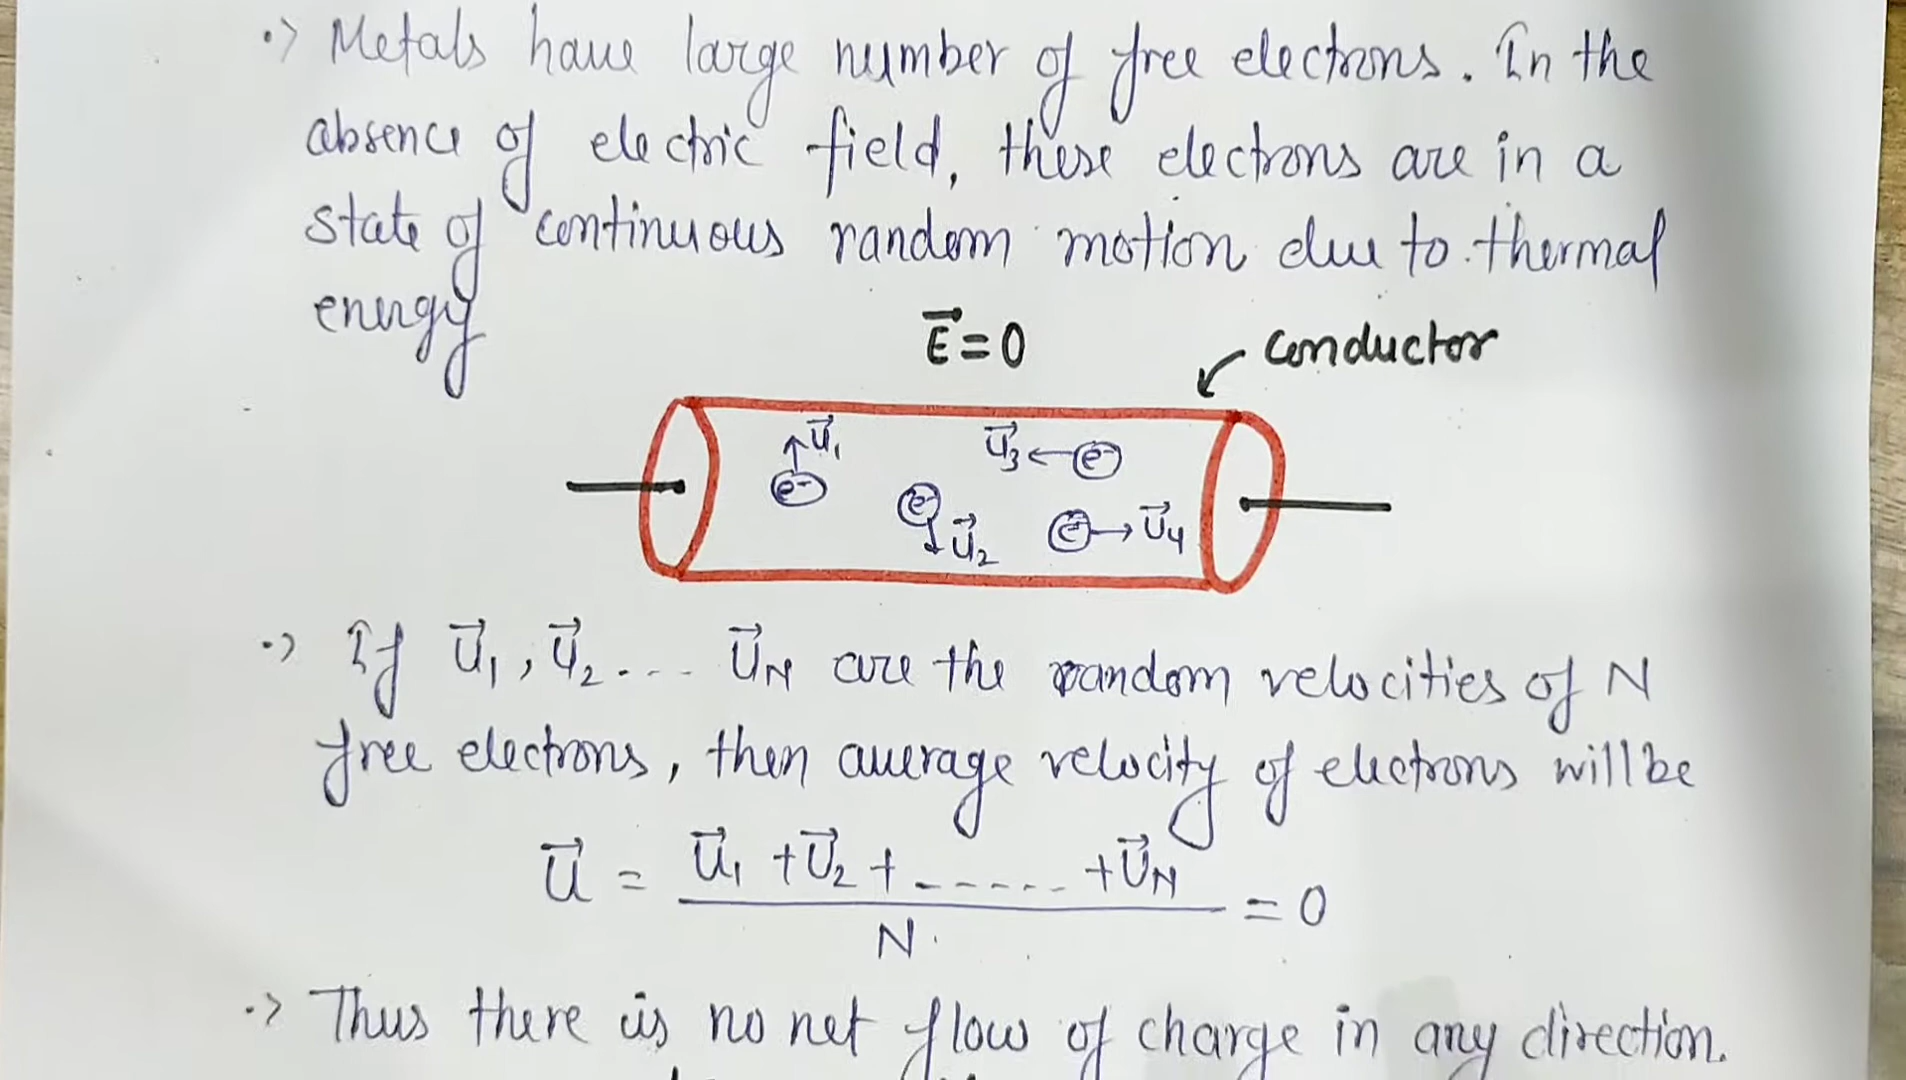 ·> Metals have large number of free electrons. In the
absence of electric field, these electrons are in a
state of continuous random motion due to thermal
energy
E⃗ = 0
conductor
u⃗₁
e⁻
u⃗₃ ← e⁻
e⁻
u⃗₂
e⁻ → u⃗₄
·> If u⃗₁, u⃗₂ .... u⃗N are the random velocities of N
free electrons, then average velocity of electrons will be
u⃗ = (u⃗₁ + u⃗₂ + ------ + u⃗N) / N = 0
·> Thus there is no net flow of charge in any direction.